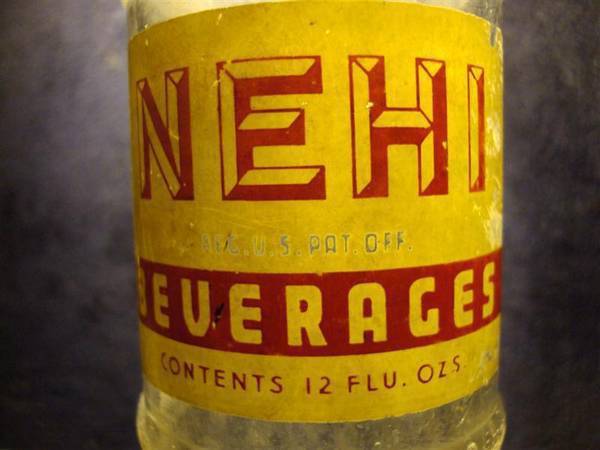 NEHI
REG. U.S. PAT. OFF.
BEVERAGES
CONTENTS 12 FLU. OZS.